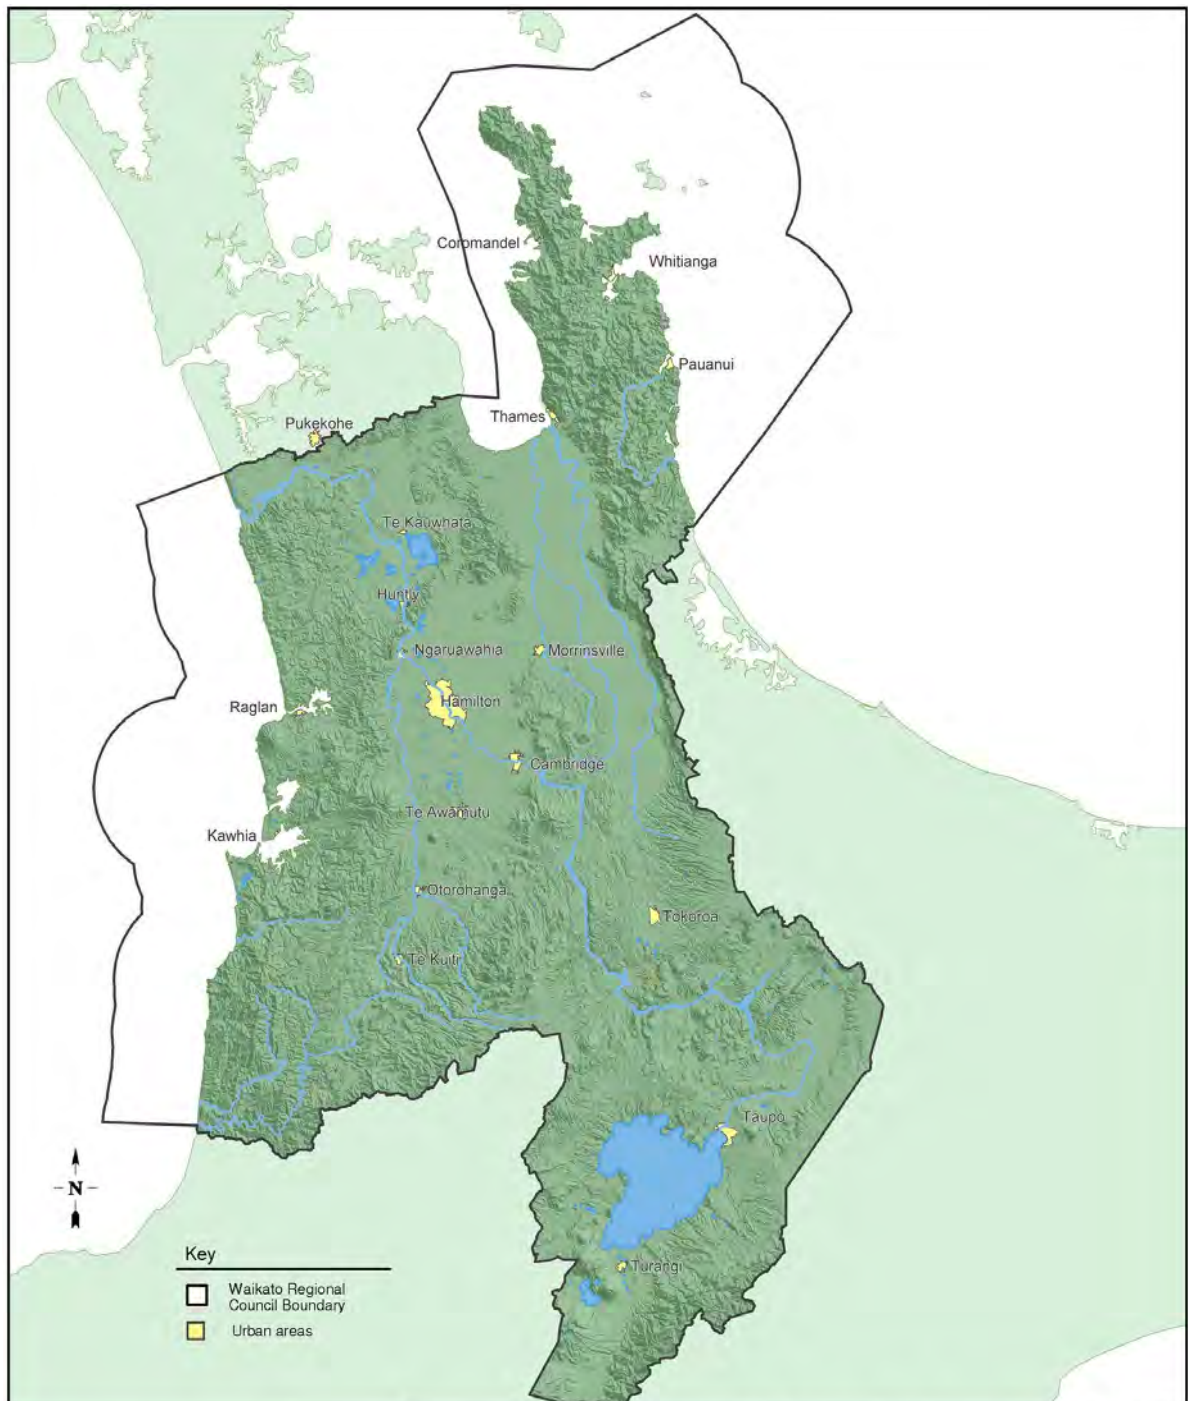 Coromandel
Whitianga
Pauanui
Thames
Pukekohe
Te Kauwhata
Huntly
Ngaruawahia
Morrinsville
Hamilton
Raglan
Cambridge
Te Awamutu
Kawhia
Otorohanga
Tokoroa
Te Kuiti
Taupo
N
Key
Turangi
Waikato Regional
Council Boundary
Urban areas